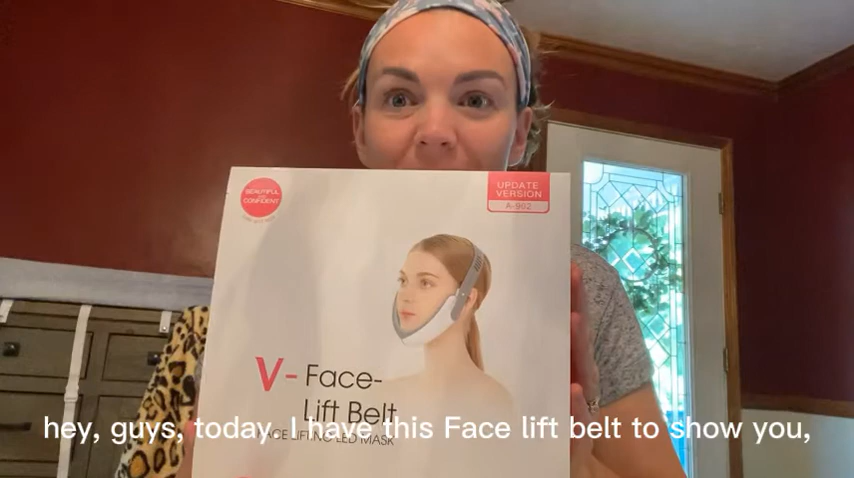 BEAUTIFUL
CONFIDENT
UPDATE
VERSION
A-902
V-Face-
Lift Belt
FACE LIFTING LED MASK
hey, guys, today, I have this Face lift belt to show you,